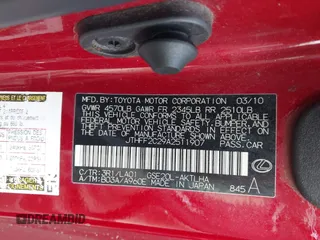 MFD. BY: TOYOTA MOTOR CORPORATION 03/10
GVWR 4570LB GAWR FR 2345LB RR 2510LB
THIS VEHICLE CONFORMS TO ALL APPLICABLE
FEDERAL MOTOR VEHICLE SAFETY, BUMPER, AND
THEFT PREVENTION STANDARDS IN EFFECT ON
THE DATE OF MANUFACTURE SHOWN ABOVE.
JTHFF2C29A2511907 PASS.CAR
C/TR: 3R1/LA01 GSE20L-AKTLHA
A/TM: B03A/A960E MADE IN JAPAN
845 A
DRIVEBIDMD